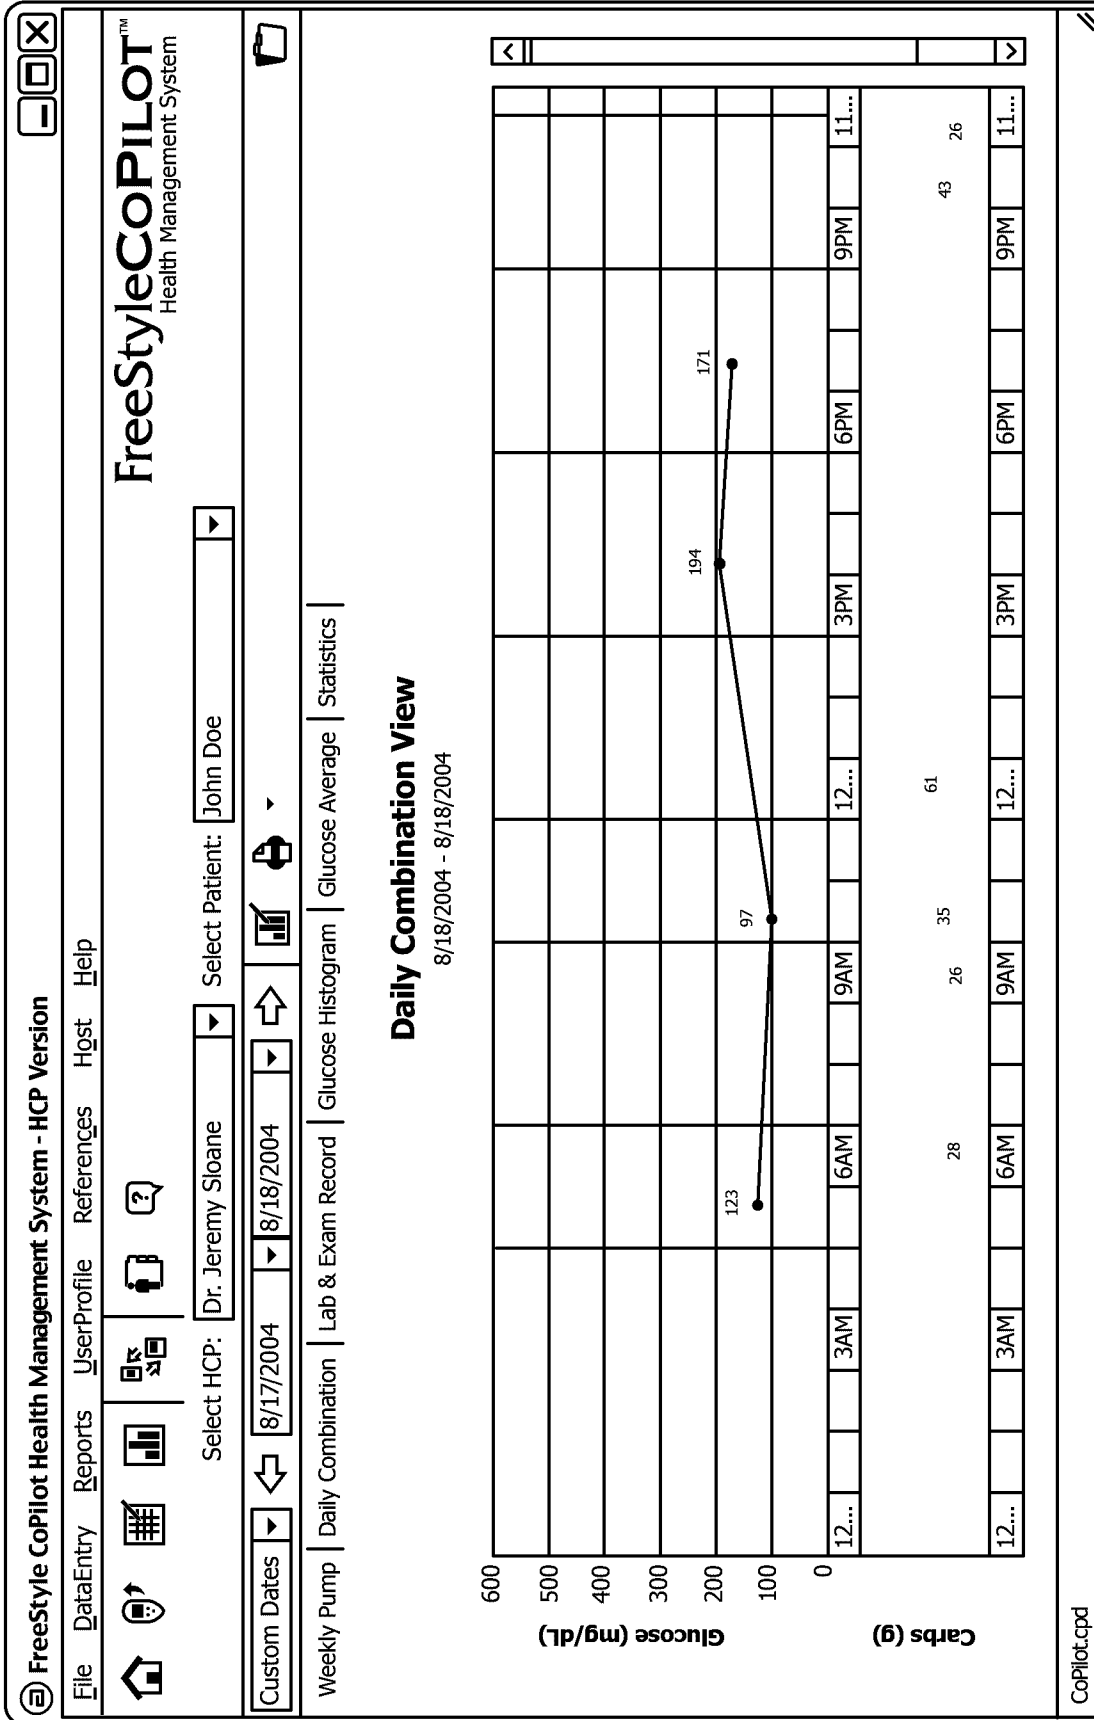 FreeStyle CoPilot Health Management System - HCP Version
File DataEntry Reports UserProfile References Host Help
FreeStyleCoPilot™
Health Management System
Select HCP: Dr. Jeremy Sloane Select Patient: John Doe
Custom Dates 8/17/2004 8/18/2004
Weekly Pump Daily Combination Lab & Exam Record Glucose Histogram Glucose Average Statistics
Daily Combination View
8/18/2004 - 8/18/2004
Glucose (mg/dL)
600
500
400
300
200
100
0
123 97 194 171
12... 3AM 6AM 9AM 12... 3PM 6PM 9PM 11...
Carbs (g)
28 26 35 61 43 26
12... 3AM 6AM 9AM 12... 3PM 6PM 9PM 11...
CoPilot.cpd